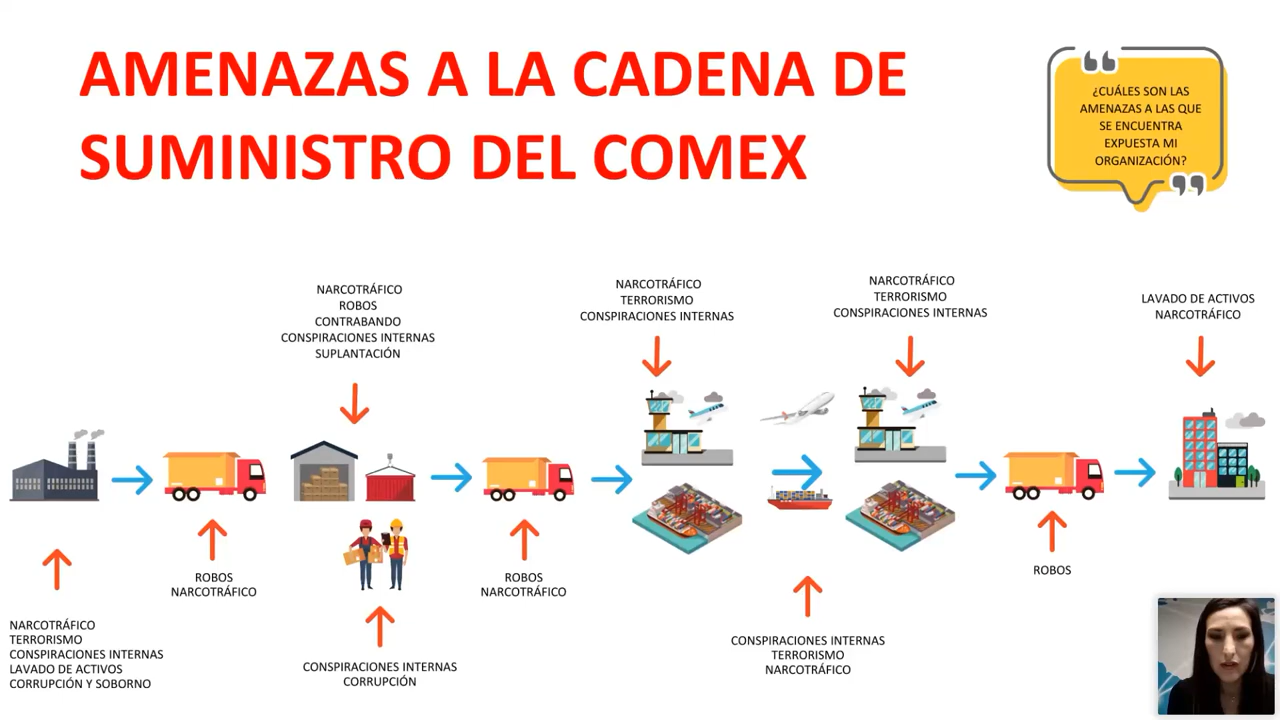 AMENAZAS A LA CADENA DE
SUMINISTRO DEL COMEX
¿CUÁLES SON LAS
AMENAZAS A LAS QUE
SE ENCUENTRA
EXPUESTA MI
ORGANIZACIÓN?
NARCOTRÁFICO
ROBOS
CONTRABANDO
CONSPIRACIONES INTERNAS
SUPLANTACIÓN
NARCOTRÁFICO
TERRORISMO
CONSPIRACIONES INTERNAS
NARCOTRÁFICO
TERRORISMO
CONSPIRACIONES INTERNAS
LAVADO DE ACTIVOS
NARCOTRÁFICO
NARCOTRÁFICO
TERRORISMO
CONSPIRACIONES INTERNAS
LAVADO DE ACTIVOS
CORRUPCIÓN Y SOBORNO
ROBOS
NARCOTRÁFICO
CONSPIRACIONES INTERNAS
CORRUPCIÓN
ROBOS
NARCOTRÁFICO
CONSPIRACIONES INTERNAS
TERRORISMO
NARCOTRÁFICO
ROBOS